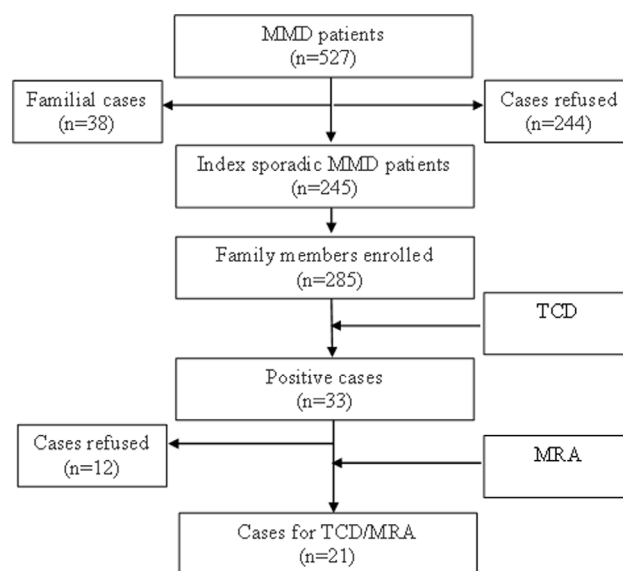 MMD patients
(n=527)
Familial cases
(n=38)
Cases refused
(n=244)
Index sporadic MMD patients
(n=245)
Family members enrolled
(n=285)
TCD
Positive cases
(n=33)
Cases refused
(n=12)
MRA
Cases for TCD/MRA
(n=21)